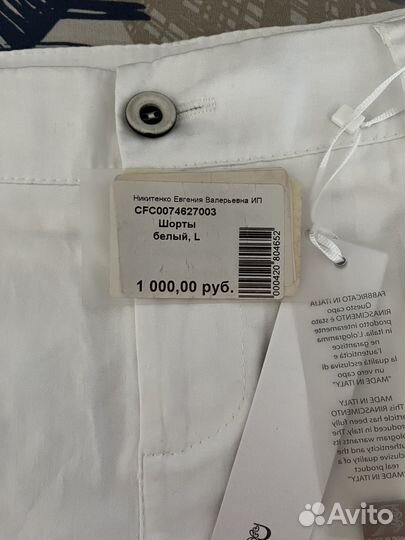 Никитенко Евгения Валерьевна ИП
CFC0074627003
Шорты
белый, L
1 000,00 руб.
000420 804652
FABBRICATO IN ITALIA
Questo capo
RINASCIMENTO è stato
prodotto interamente
in Italia. L'ologramma
ne garantisce
l'autenticità e
la qualità esclusiva di
un vero capo
"MADE IN ITALY"
MADE IN ITALY
This RINASCIMENTO
article has been fully
produced in Italy. The
hologram warrants its
authenticity and the
exclusive quality of a
real product
"MADE IN ITALY"
Avito